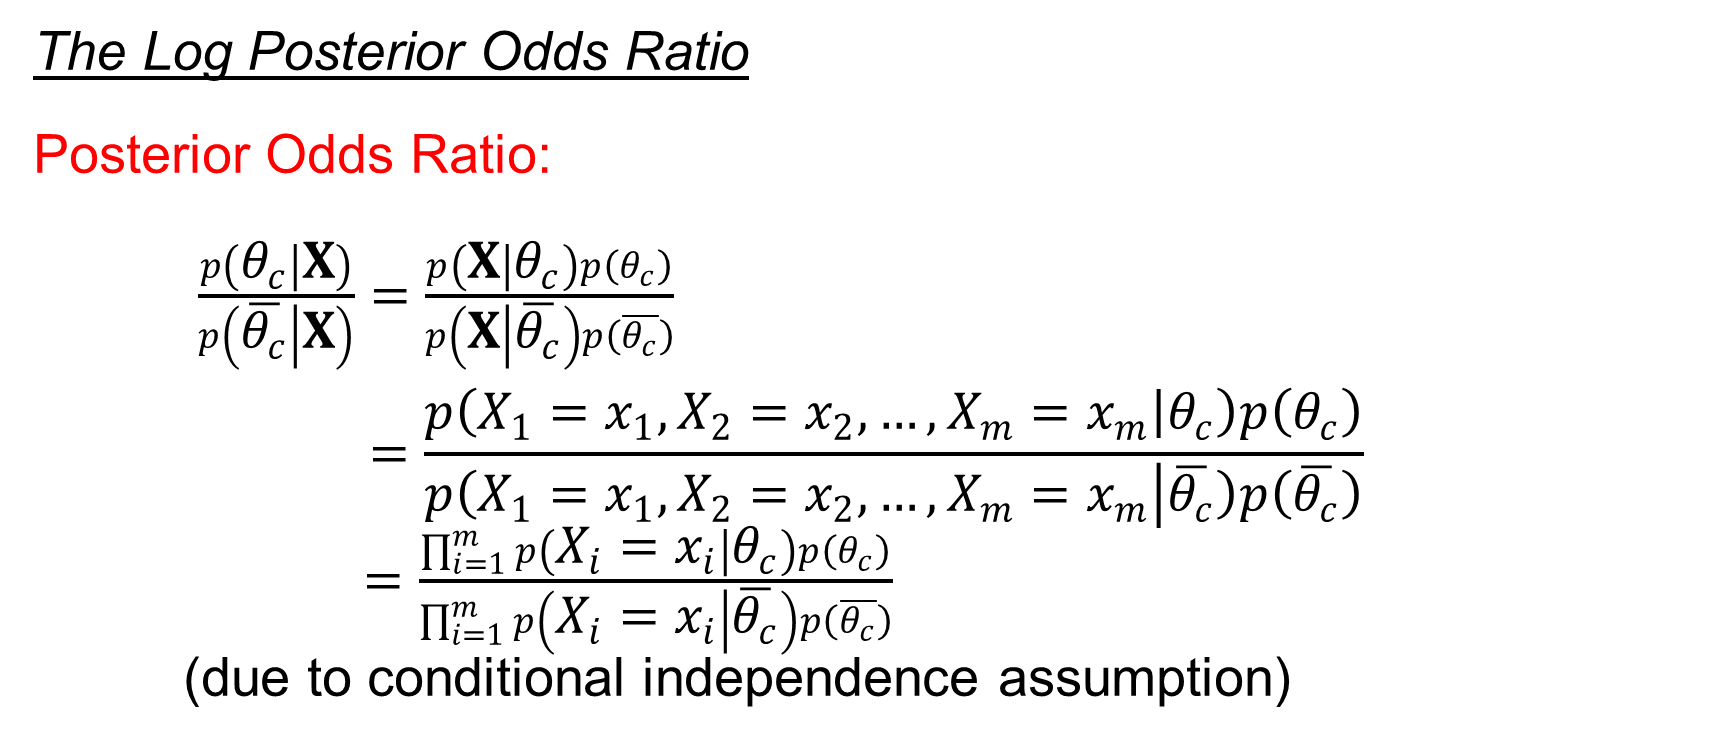 The Log Posterior Odds Ratio
Posterior Odds Ratio:
p(θ_c|𝐗) / p(θ̅_c|𝐗) = p(𝐗|θ_c)p(θ_c) / p(𝐗|θ̅_c)p(θ̅_c)
= p(X_1 = x_1, X_2 = x_2, …, X_m = x_m|θ_c)p(θ_c) / p(X_1 = x_1, X_2 = x_2, …, X_m = x_m|θ̅_c)p(θ̅_c)
= ∏_{i=1}^m p(X_i = x_i|θ_c)p(θ_c) / ∏_{i=1}^m p(X_i = x_i|θ̅_c)p(θ̅_c)
(due to conditional independence assumption)